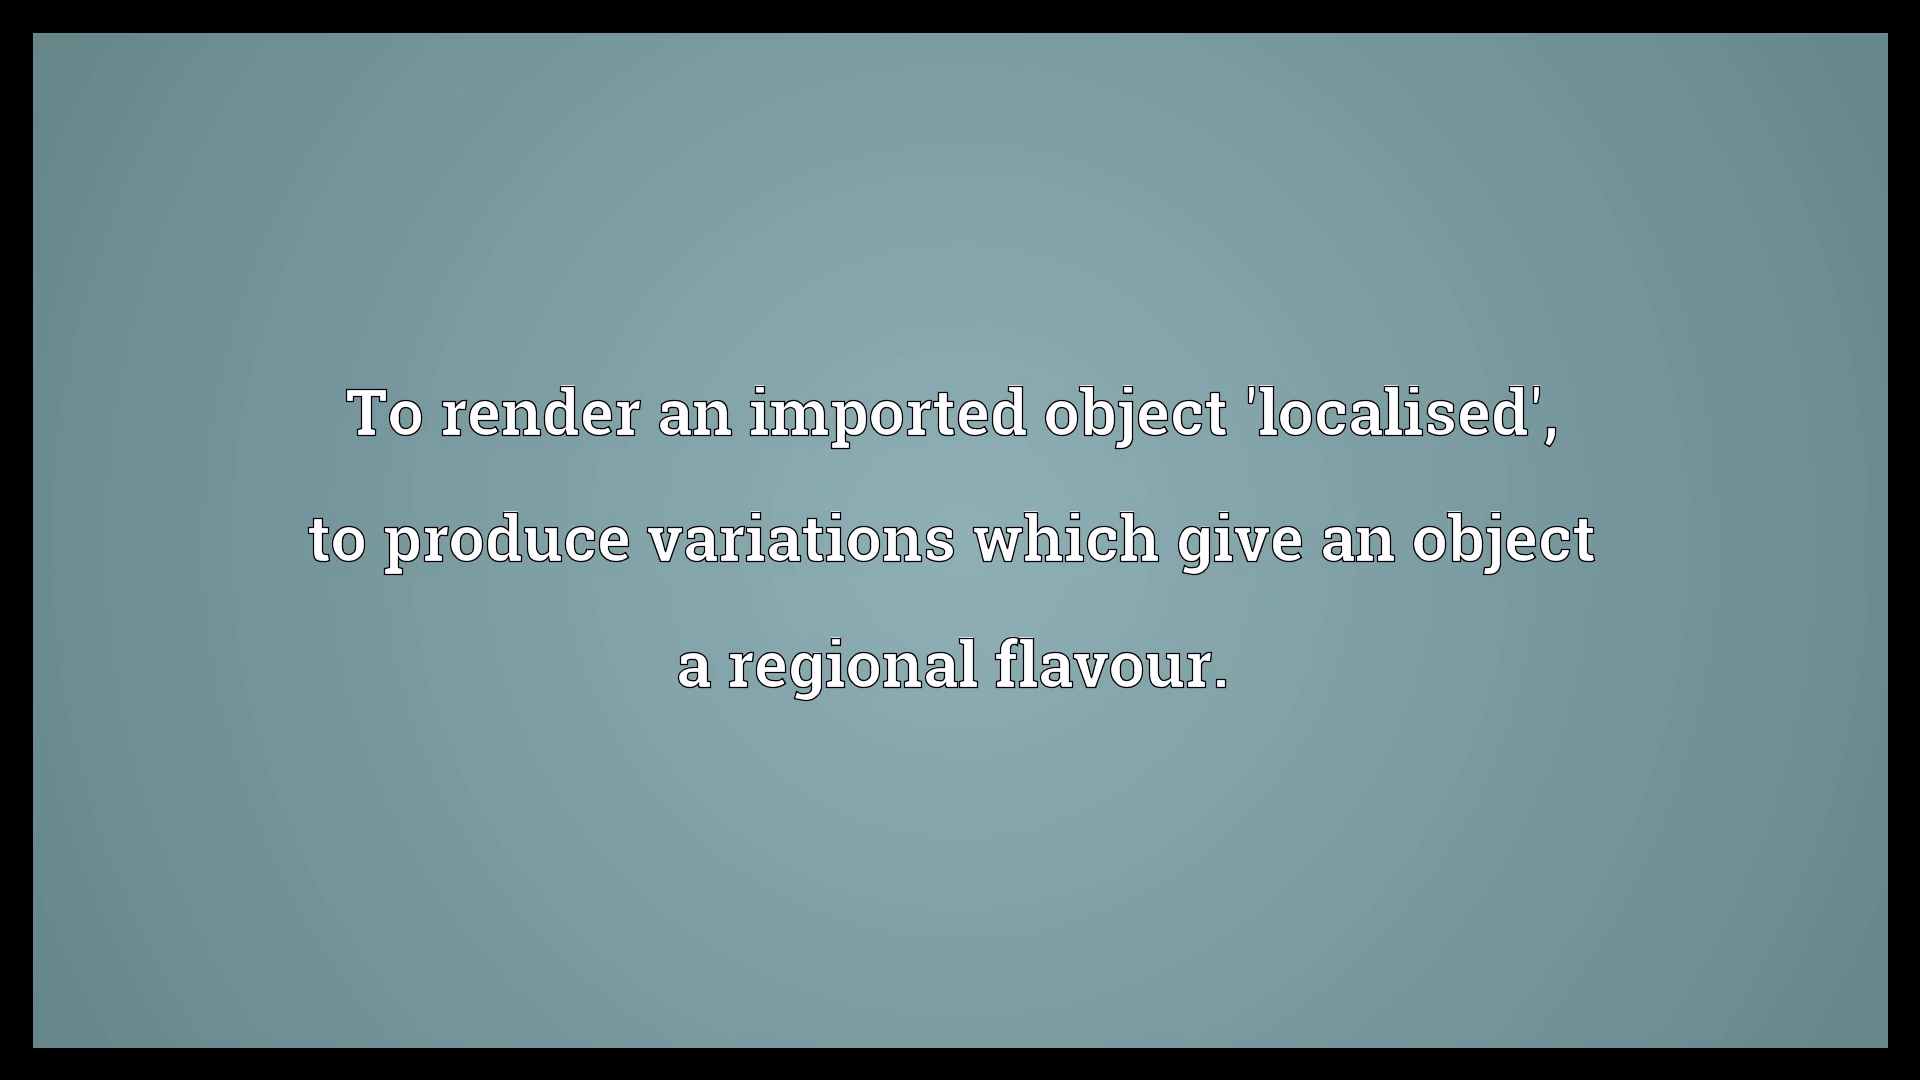 To render an imported object 'localised',
to produce variations which give an object
a regional flavour.